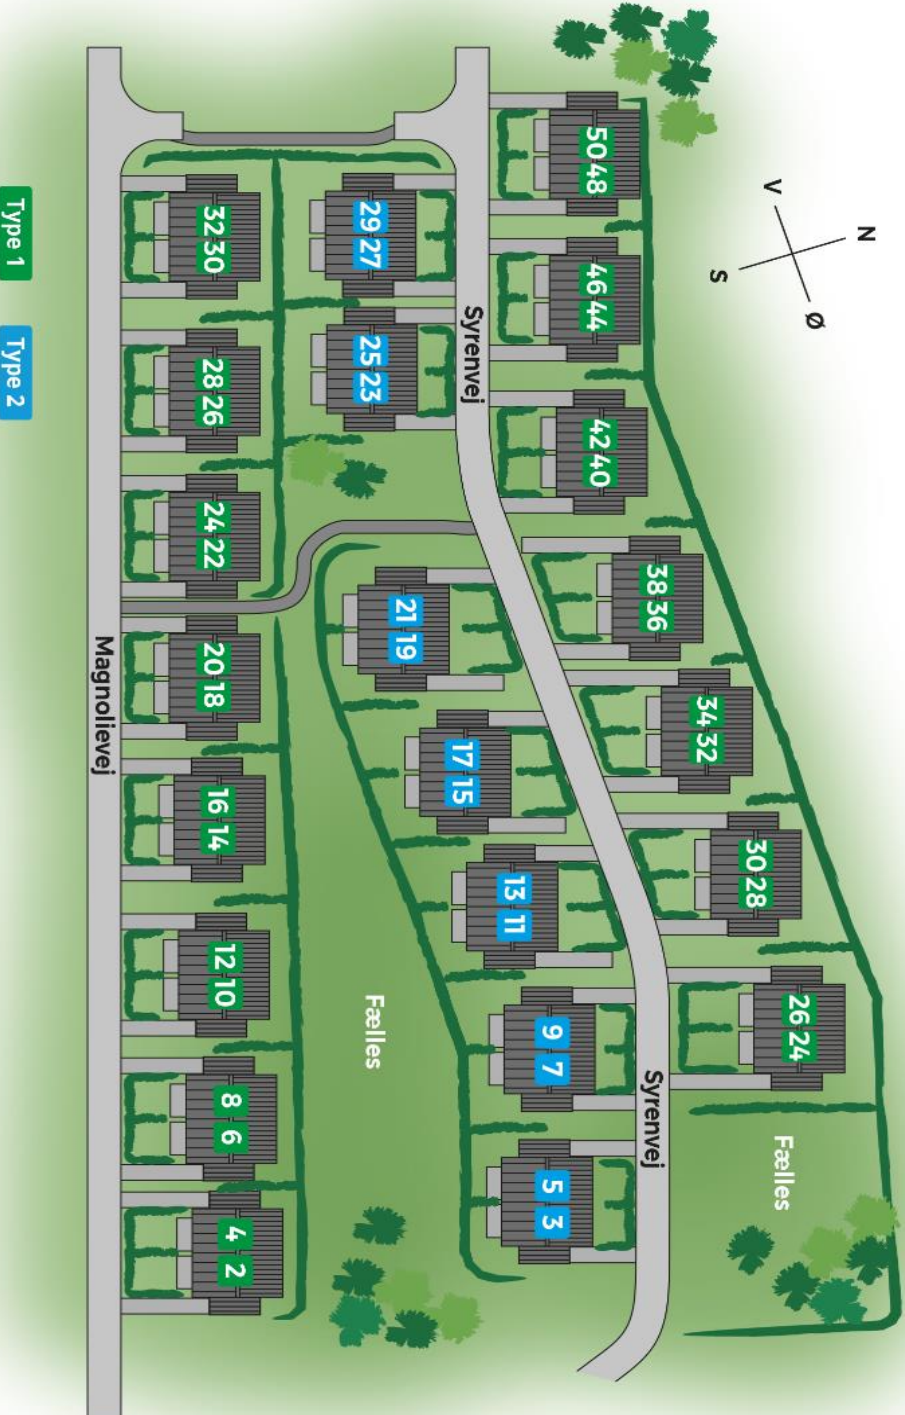 50 48
46 44
42 40
38 36
34 32
30 28
26 24
Fælles
Syrenvej
Syrenvej
29 27
25 23
21 19
17 15
13 11
9 7
5 3
Fælles
32 30
28 26
24 22
20 18
16 14
12 10
8 6
4 2
Magnolievej
Type 1
Type 2
V
N
S
Ø